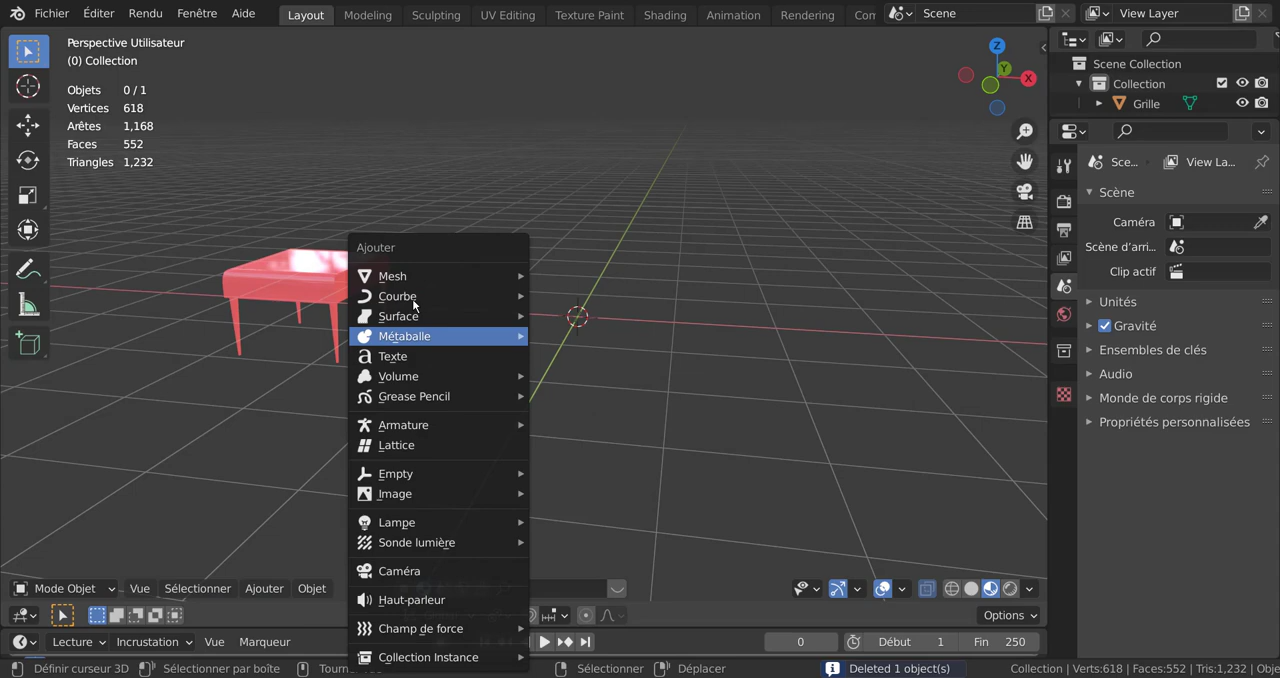 Fichier Éditer Rendu Fenêtre Aide Layout Modeling Sculpting UV Editing Texture Paint Shading Animation Rendering Com Scene View Layer
Perspective Utilisateur
(0) Collection
Objets 0 / 1
Vertices 618
Arêtes 1,168
Faces 552
Triangles 1,232
Z
Y
X
Ajouter
Mesh
Courbe
Surface
Métaballe
Texte
Volume
Grease Pencil
Armature
Lattice
Empty
Image
Lampe
Sonde lumière
Caméra
Haut-parleur
Champ de force
Collection Instance
Scene Collection
Collection
Grille
Sce... View La...
Scène
Caméra
Scène d'arri...
Clip actif
Unités
Gravité
Ensembles de clés
Audio
Monde de corps rigide
Propriétés personnalisées
Mode Objet Vue Sélectionner Ajouter Objet
Options
Lecture Incrustation Vue Marqueur 0 Début 1 Fin 250
Définir curseur 3D Sélectionner par boîte Sélectionner Déplacer Deleted 1 object(s) Collection | Verts:618 | Faces:552 | Tris:1,232 | Obje